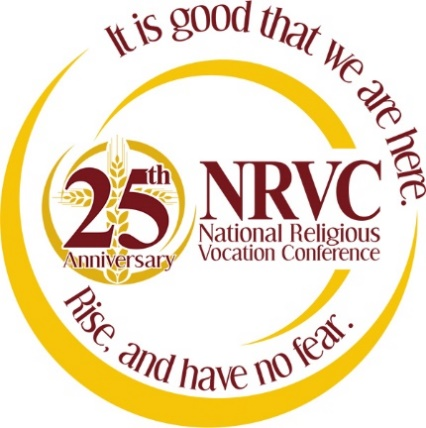 It is good that we are here.
25th
Anniversary
NRVC
National Religious
Vocation Conference
Rise, and have no fear.